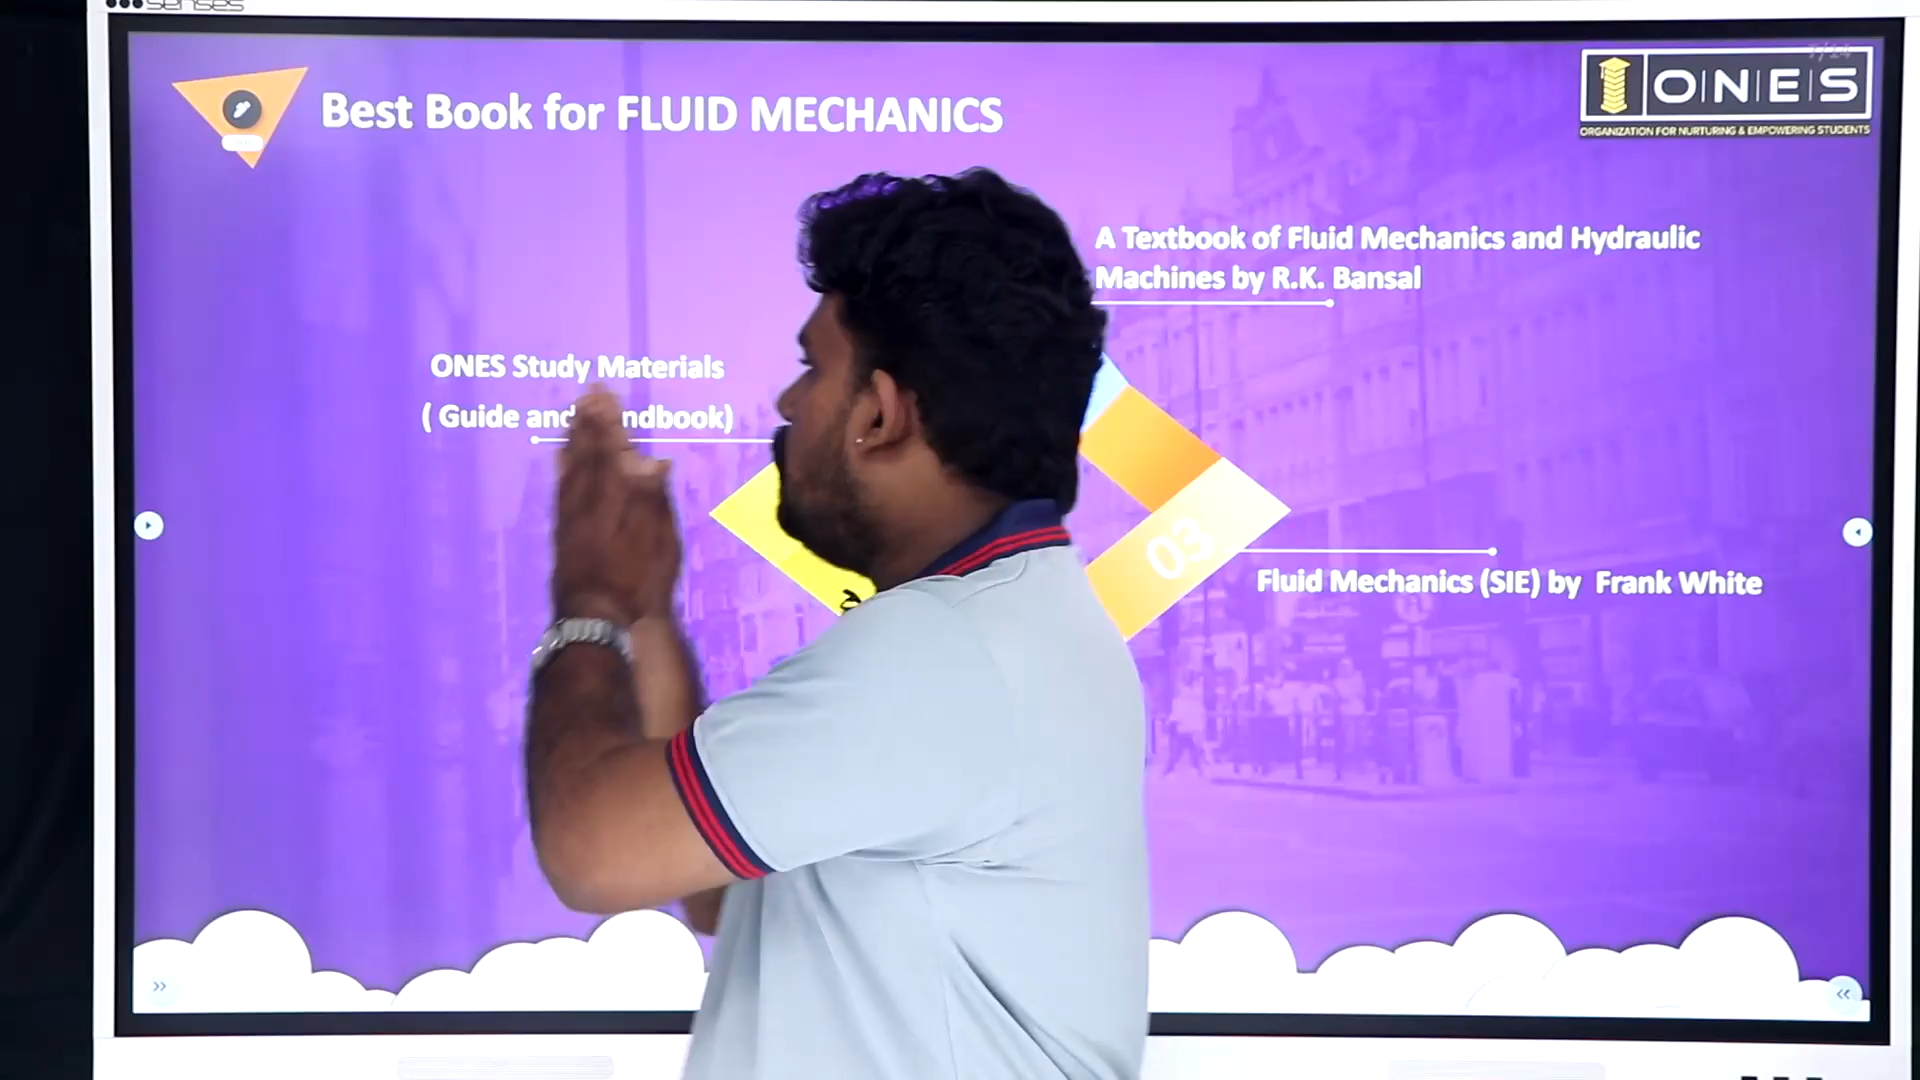 senses
Best Book for FLUID MECHANICS
ONES
ORGANIZATION FOR NURTURING & EMPOWERING STUDENTS
A Textbook of Fluid Mechanics and Hydraulic
Machines by R.K. Bansal
ONES Study Materials
( Guide and ndbook)
03
Fluid Mechanics (SIE) by Frank White